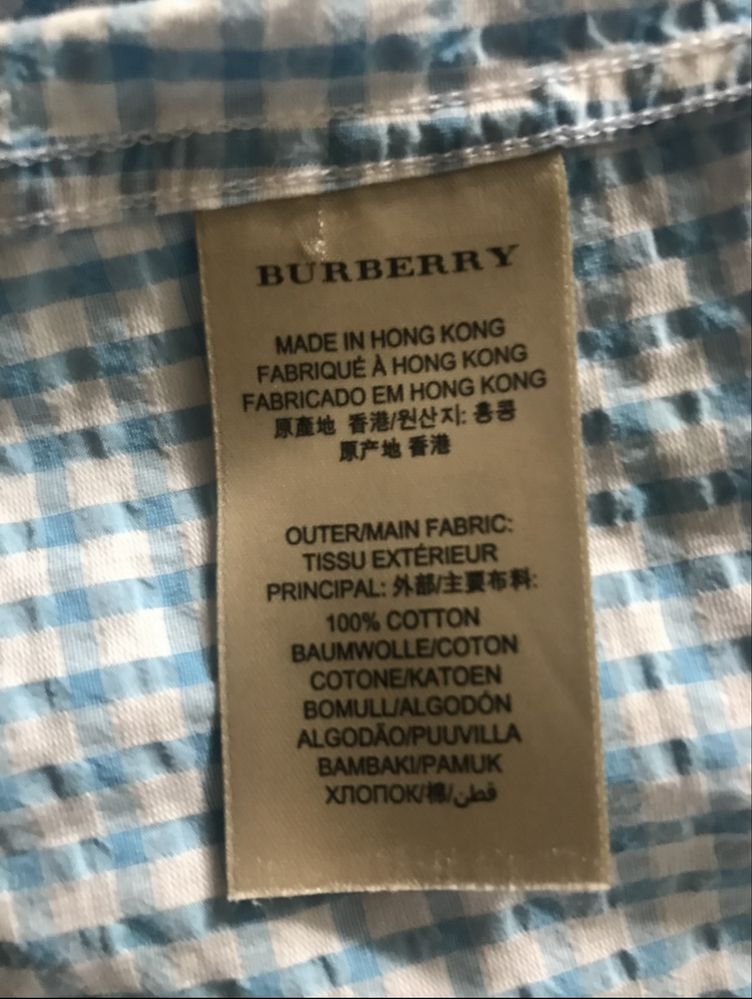 BURBERRY
MADE IN HONG KONG
FABRIQUÉ À HONG KONG
FABRICADO EM HONG KONG
原產地 香港/원산지: 홍콩
原产地 香港
OUTER/MAIN FABRIC:
TISSU EXTÉRIEUR
PRINCIPAL: 外部/主要布料:
100% COTTON
BAUMWOLLE/COTON
COTONE/KATOEN
BOMULL/ALGODÓN
ALGODÃO/PUUVILLA
BAMBAKI/PAMUK
ХЛОПОК/棉/قطن